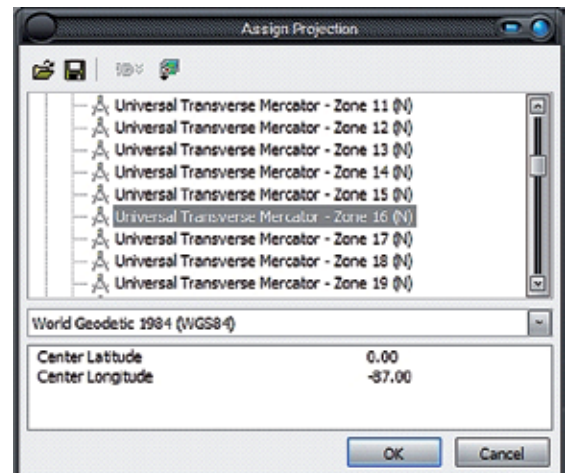 Assign Projection
Universal Transverse Mercator - Zone 11 (N)
Universal Transverse Mercator - Zone 12 (N)
Universal Transverse Mercator - Zone 13 (N)
Universal Transverse Mercator - Zone 14 (N)
Universal Transverse Mercator - Zone 15 (N)
Universal Transverse Mercator - Zone 16 (N)
Universal Transverse Mercator - Zone 17 (N)
Universal Transverse Mercator - Zone 18 (N)
Universal Transverse Mercator - Zone 19 (N)
World Geodetic 1984 (WGS84)
Center Latitude 0.00
Center Longitude -87.00
OK Cancel